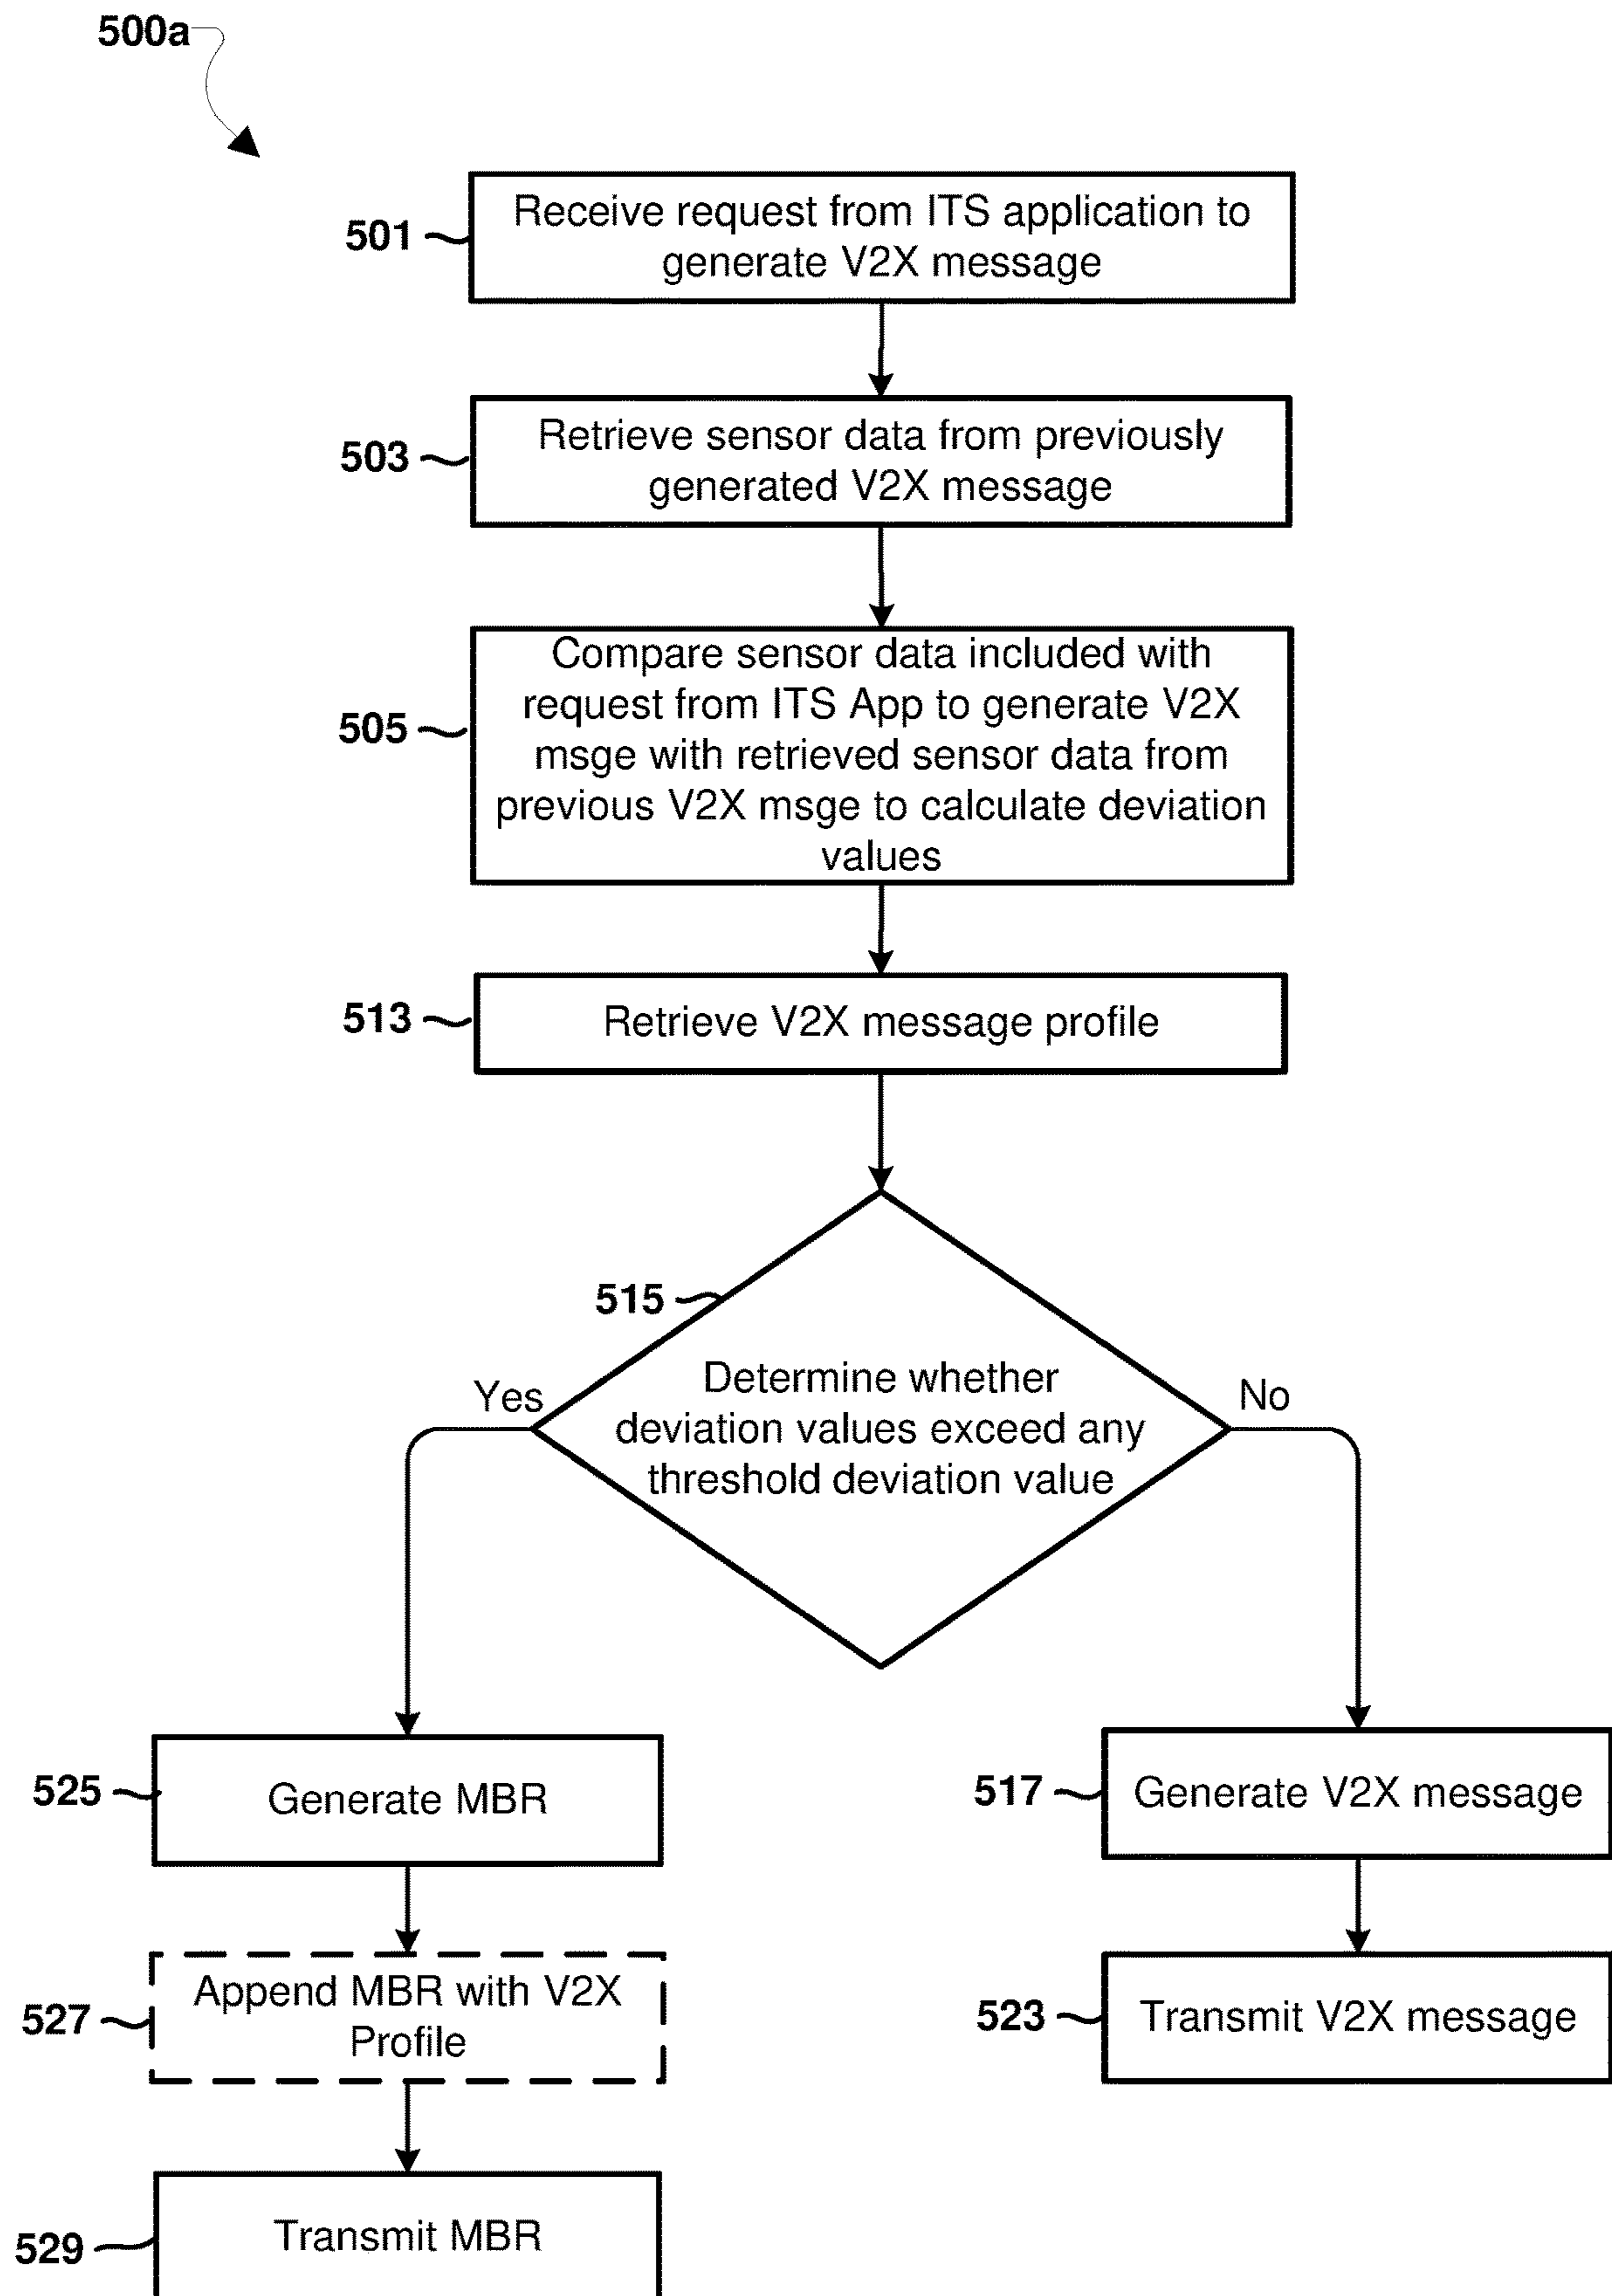 500a
501
Receive request from ITS application to
generate V2X message
503
Retrieve sensor data from previously
generated V2X message
505
Compare sensor data included with
request from ITS App to generate V2X
msge with retrieved sensor data from
previous V2X msge to calculate deviation
values
513
Retrieve V2X message profile
515
Determine whether
deviation values exceed any
threshold deviation value
Yes
No
525
Generate MBR
517
Generate V2X message
527
Append MBR with V2X
Profile
523
Transmit V2X message
529
Transmit MBR